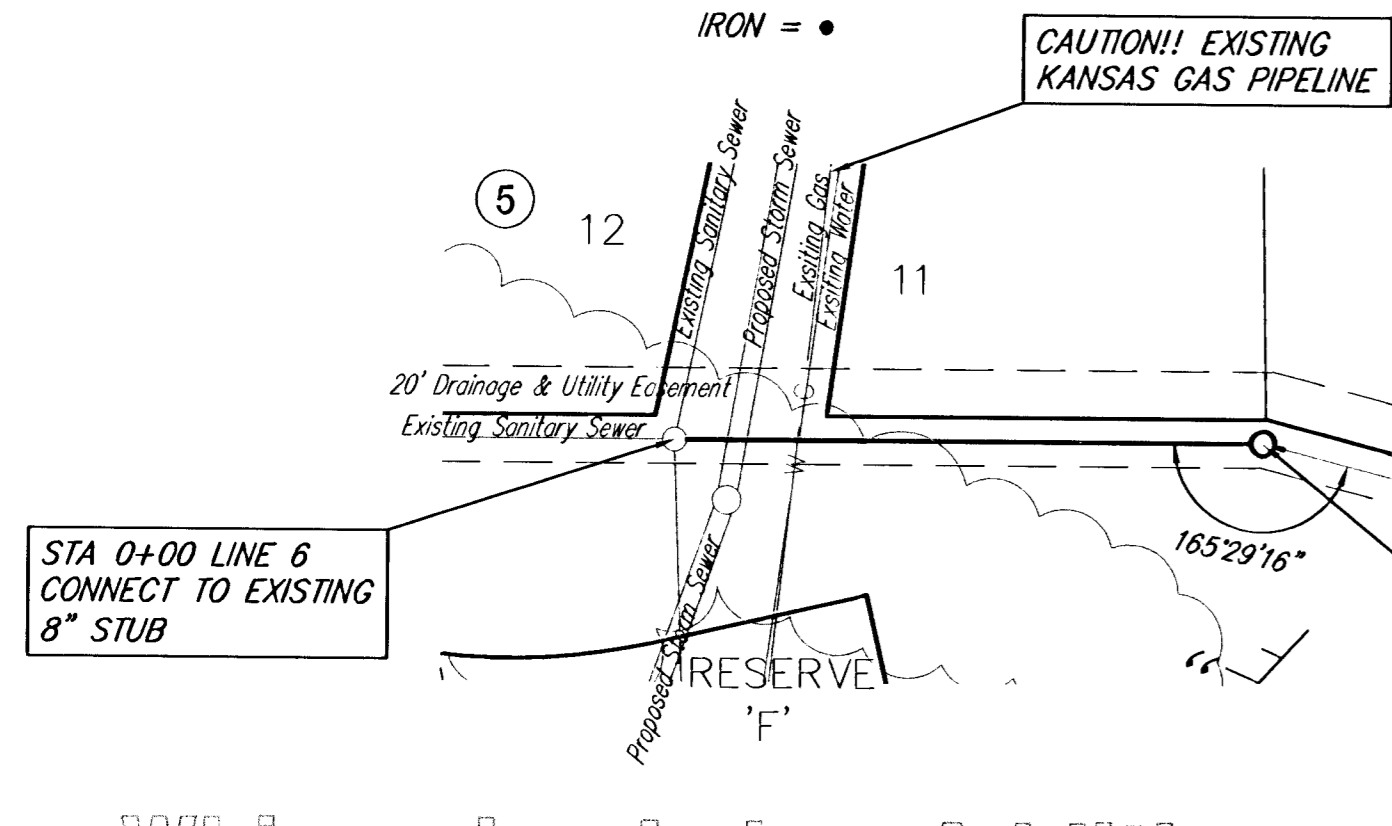 IRON = ●
CAUTION!! EXISTING
KANSAS GAS PIPELINE
5
12
Existing Sanitary Sewer
Proposed Storm Sewer
Exsiting Gas
Exsiting Water
11
20' Drainage & Utility Easement
Existing Sanitary Sewer
G
W
165°29'16"
STA 0+00 LINE 6
CONNECT TO EXISTING
8" STUB
Proposed Storm Sewer
RESERVE
'F'